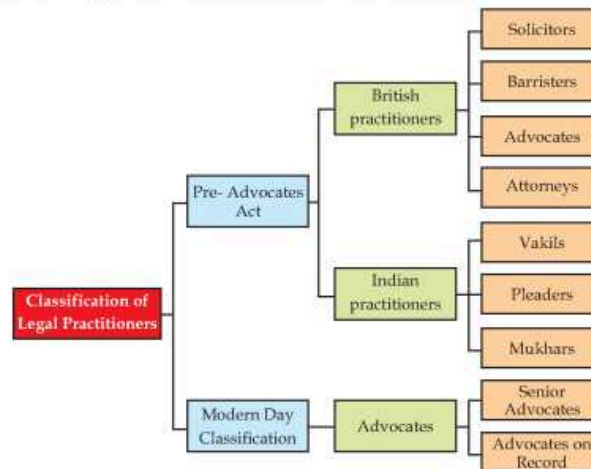 Solicitors
British
practitioners
Barristers
Advocates
Attorneys
Pre- Advocates
Act
Vakils
Indian
practitioners
Pleaders
Mukhars
Classification of
Legal Practitioners
Modern Day
Classification
Advocates
Senior
Advocates
Advocates on
Record